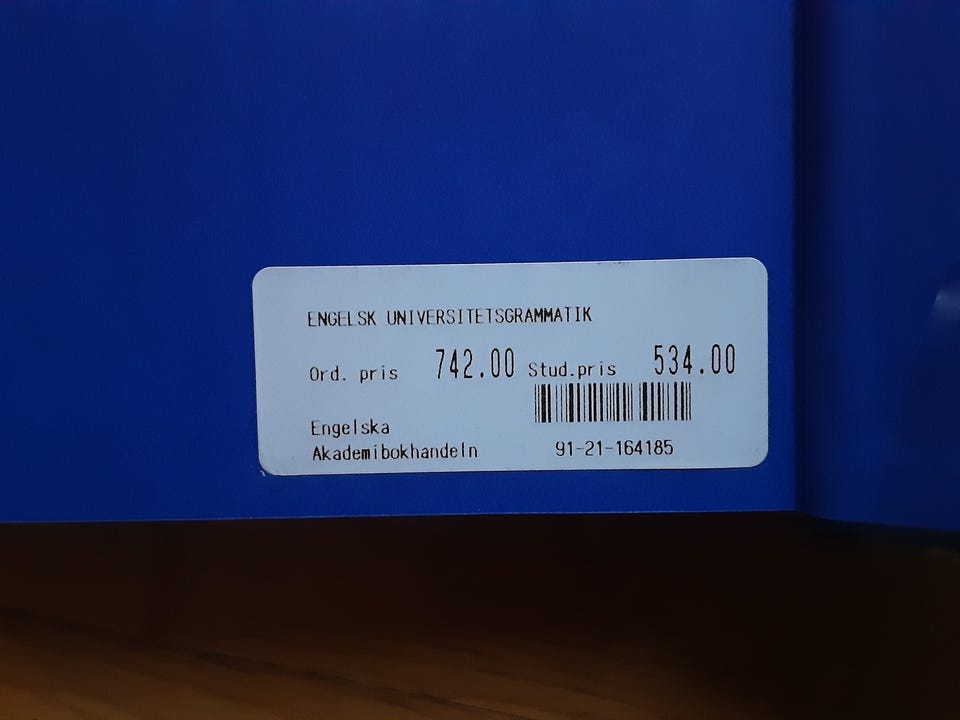 ENGELSK UNIVERSITETSGRAMMATIK
Ord. pris 742.00 Stud.pris 534.00
Engelska
Akademibokhandeln 91-21-164185